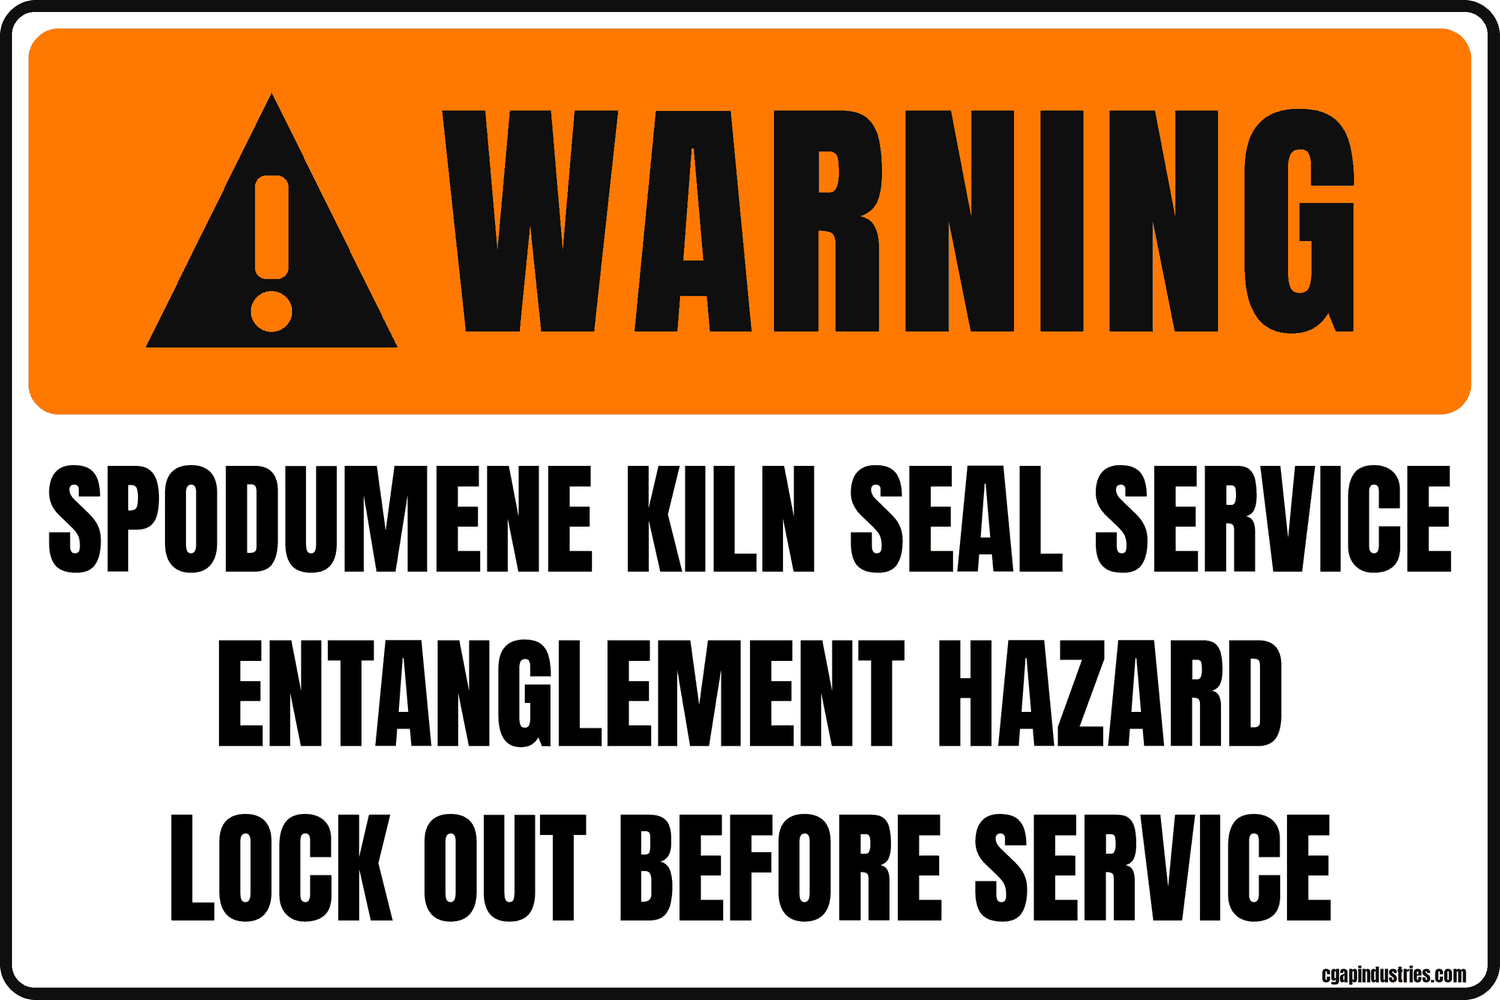 WARNING
SPODUMENE KILN SEAL SERVICE
ENTANGLEMENT HAZARD
LOCK OUT BEFORE SERVICE
cgapindustries.com